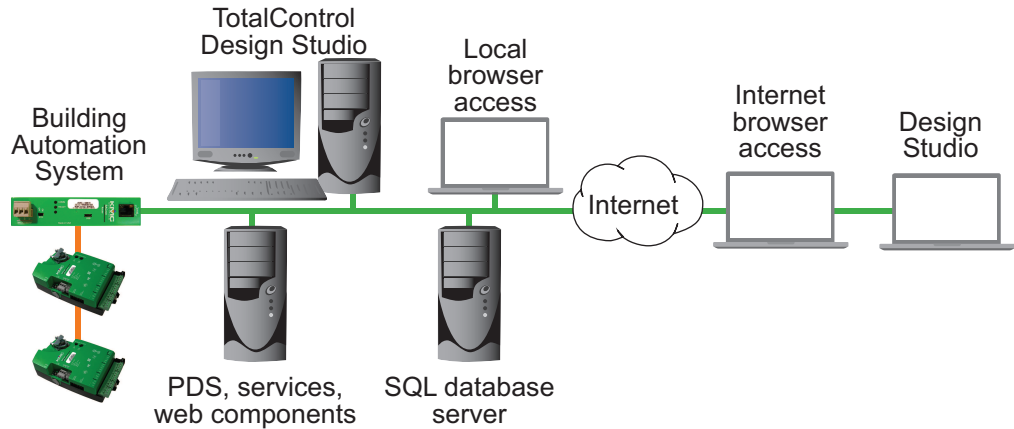 TotalControl
Design Studio
Local
browser
access
Building
Automation
System
Internet
browser
access
Design
Studio
Internet
PDS, services,
web components
SQL database
server